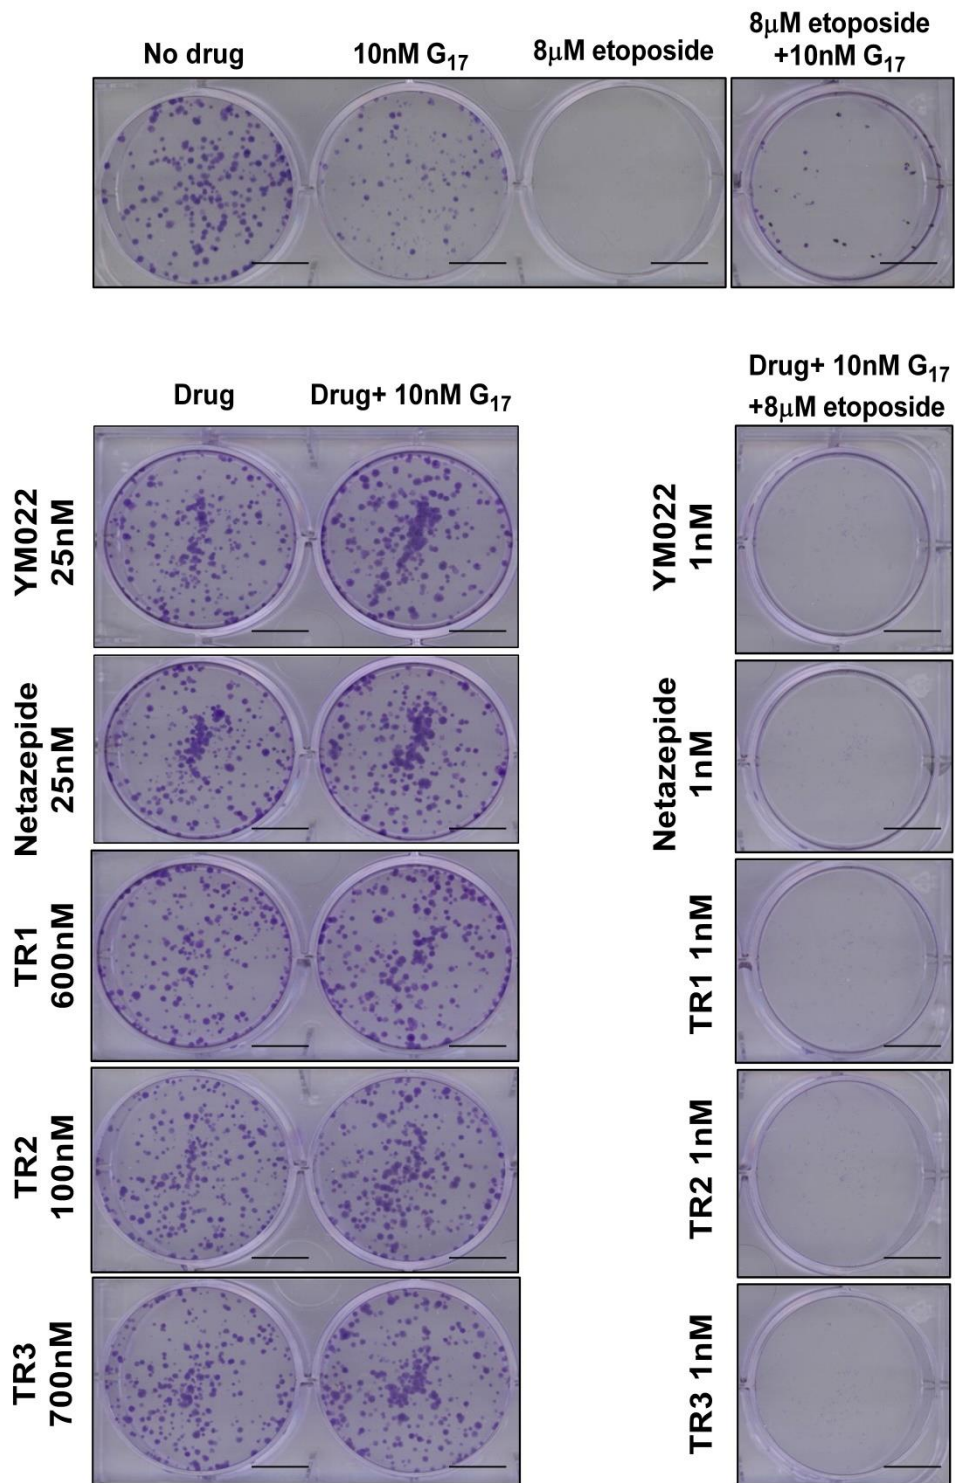 No drug
10nM G₁₇
8μM etoposide
8μM etoposide
+10nM G₁₇
Drug
Drug+ 10nM G₁₇
Drug+ 10nM G₁₇
+8μM etoposide
YM022
25nM
YM022
1nM
Netazepide
25nM
Netazepide
1nM
TR1
600nM
TR1 1nM
TR2
100nM
TR2 1nM
TR3
700nM
TR3 1nM